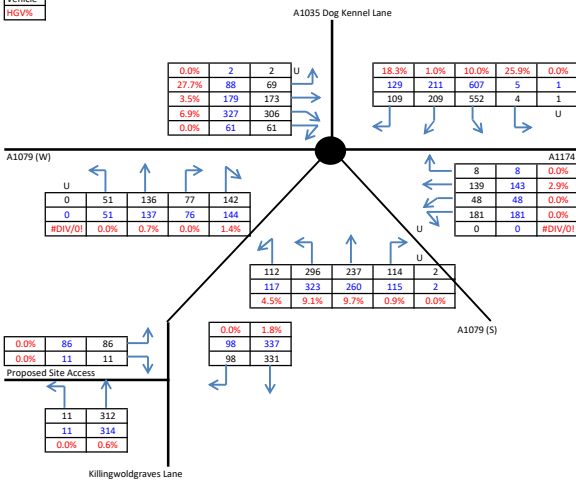 HGV%
A1035 Dog Kennel Lane
0.0% 2 2 U
27.7% 88 69
3.5% 179 173
6.9% 327 306
0.0% 61 61
18.3% 1.0% 10.0% 25.9% 0.0%
129 211 607 5 1
109 209 552 4 1
U
A1079 (W)
A1174
8 8 0.0%
139 143 2.9%
48 48 0.0%
181 181 0.0%
0 0 #DIV/0!
U
U
0 51 136 77 142
0 51 137 76 144
#DIV/0! 0.0% 0.7% 0.0% 1.4%
U
112 296 237 114 2
117 323 260 115 2
4.5% 9.1% 9.7% 0.9% 0.0%
A1079 (S)
0.0% 86 86
0.0% 11 11
Proposed Site Access
0.0% 1.8%
98 337
98 331
11 312
11 314
0.0% 0.6%
Killingwoldgraves Lane